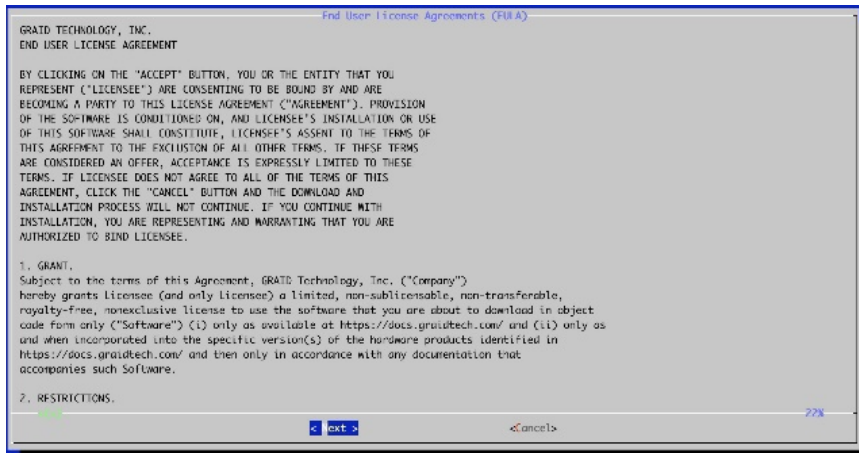 End User License Agreements (EULA)
GRAID TECHNOLOGY, INC.
END USER LICENSE AGREEMENT
BY CLICKING ON THE "ACCEPT" BUTTON, YOU OR THE ENTITY THAT YOU
REPRESENT ("LICENSEE") ARE CONSENTING TO BE BOUND BY AND ARE
BECOMING A PARTY TO THIS LICENSE AGREEMENT ("AGREEMENT"). PROVISION
OF THE SOFTWARE IS CONDITIONED ON, AND LICENSEE'S INSTALLATION OR USE
OF THIS SOFTWARE SHALL CONSTITUTE, LICENSEE'S ASSENT TO THE TERMS OF
THIS AGREEMENT TO THE EXCLUSION OF ALL OTHER TERMS. IF THESE TERMS
ARE CONSIDERED AN OFFER, ACCEPTANCE IS EXPRESSLY LIMITED TO THESE
TERMS. IF LICENSEE DOES NOT AGREE TO ALL OF THE TERMS OF THIS
AGREEMENT, CLICK THE "CANCEL" BUTTON AND THE DOWNLOAD AND
INSTALLATION PROCESS WILL NOT CONTINUE. IF YOU CONTINUE WITH
INSTALLATION, YOU ARE REPRESENTING AND WARRANTING THAT YOU ARE
AUTHORIZED TO BIND LICENSEE.
1. GRANT.
Subject to the terms of this Agreement, GRAID Technology, Inc. ("Company")
hereby grants Licensee (and only Licensee) a limited, non-sublicensable, non-transferable,
royalty-free, nonexclusive license to use the software that you are about to download in object
code form only ("Software") (i) only as available at https://docs.graidtech.com/ and (ii) only as
and when incorporated into the specific version(s) of the hardware products identified in
https://docs.graidtech.com/ and then only in accordance with any documentation that
accompanies such Software.
2. RESTRICTIONS.
22%
< Next > <Cancel>